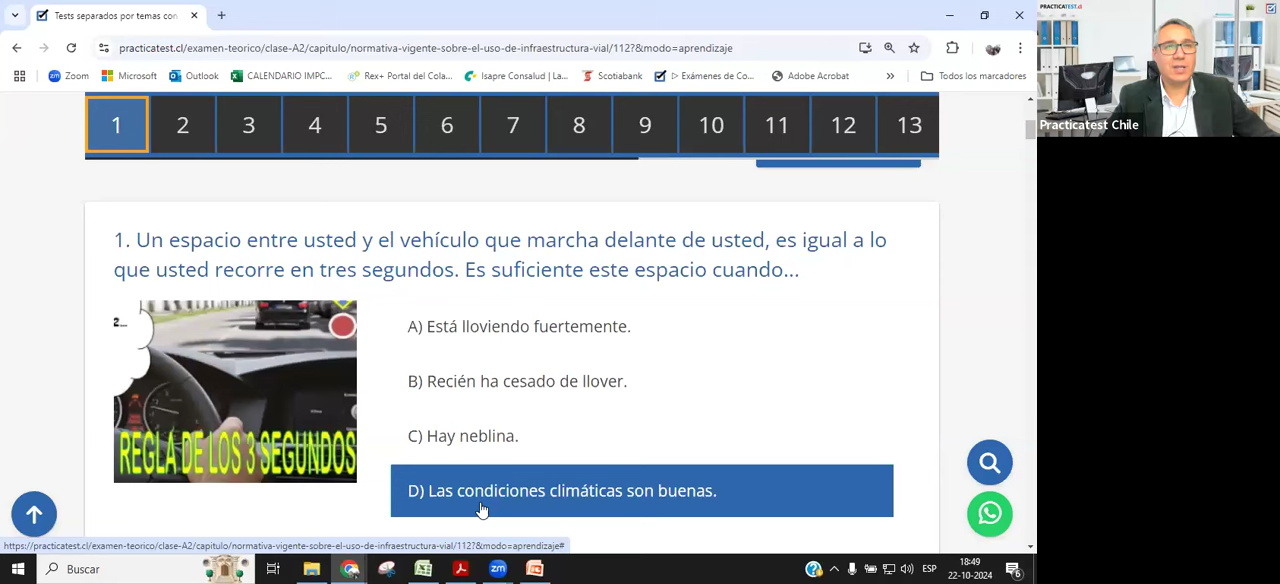 Tests separados por temas con
practicatest.cl/examen-teorico/clase-A2/capitulo/normativa-vigente-sobre-el-uso-de-infraestructura-vial/112?&modo=aprendizaje
Zoom
Microsoft
Outlook
CALENDARIO IMPC...
Rex+ Portal del Cola...
Isapre Consalud | La...
Scotiabank
▷ Exámenes de Co...
Adobe Acrobat
»
Todos los marcadores
PRACTICATEST.cl
Practicatest Chile
1 2 3 4 5 6 7 8 9 10 11 12 13
1. Un espacio entre usted y el vehículo que marcha delante de usted, es igual a lo
que usted recorre en tres segundos. Es suficiente este espacio cuando...
2...
REGLA DE LOS 3 SEGUNDOS
A) Está lloviendo fuertemente.
B) Recién ha cesado de llover.
C) Hay neblina.
D) Las condiciones climáticas son buenas.
https://practicatest.cl/examen-teorico/clase-A2/capitulo/normativa-vigente-sobre-el-uso-de-infraestructura-vial/112?&modo=aprendizaje#
Buscar
ESP
18:49
22-10-2024
6